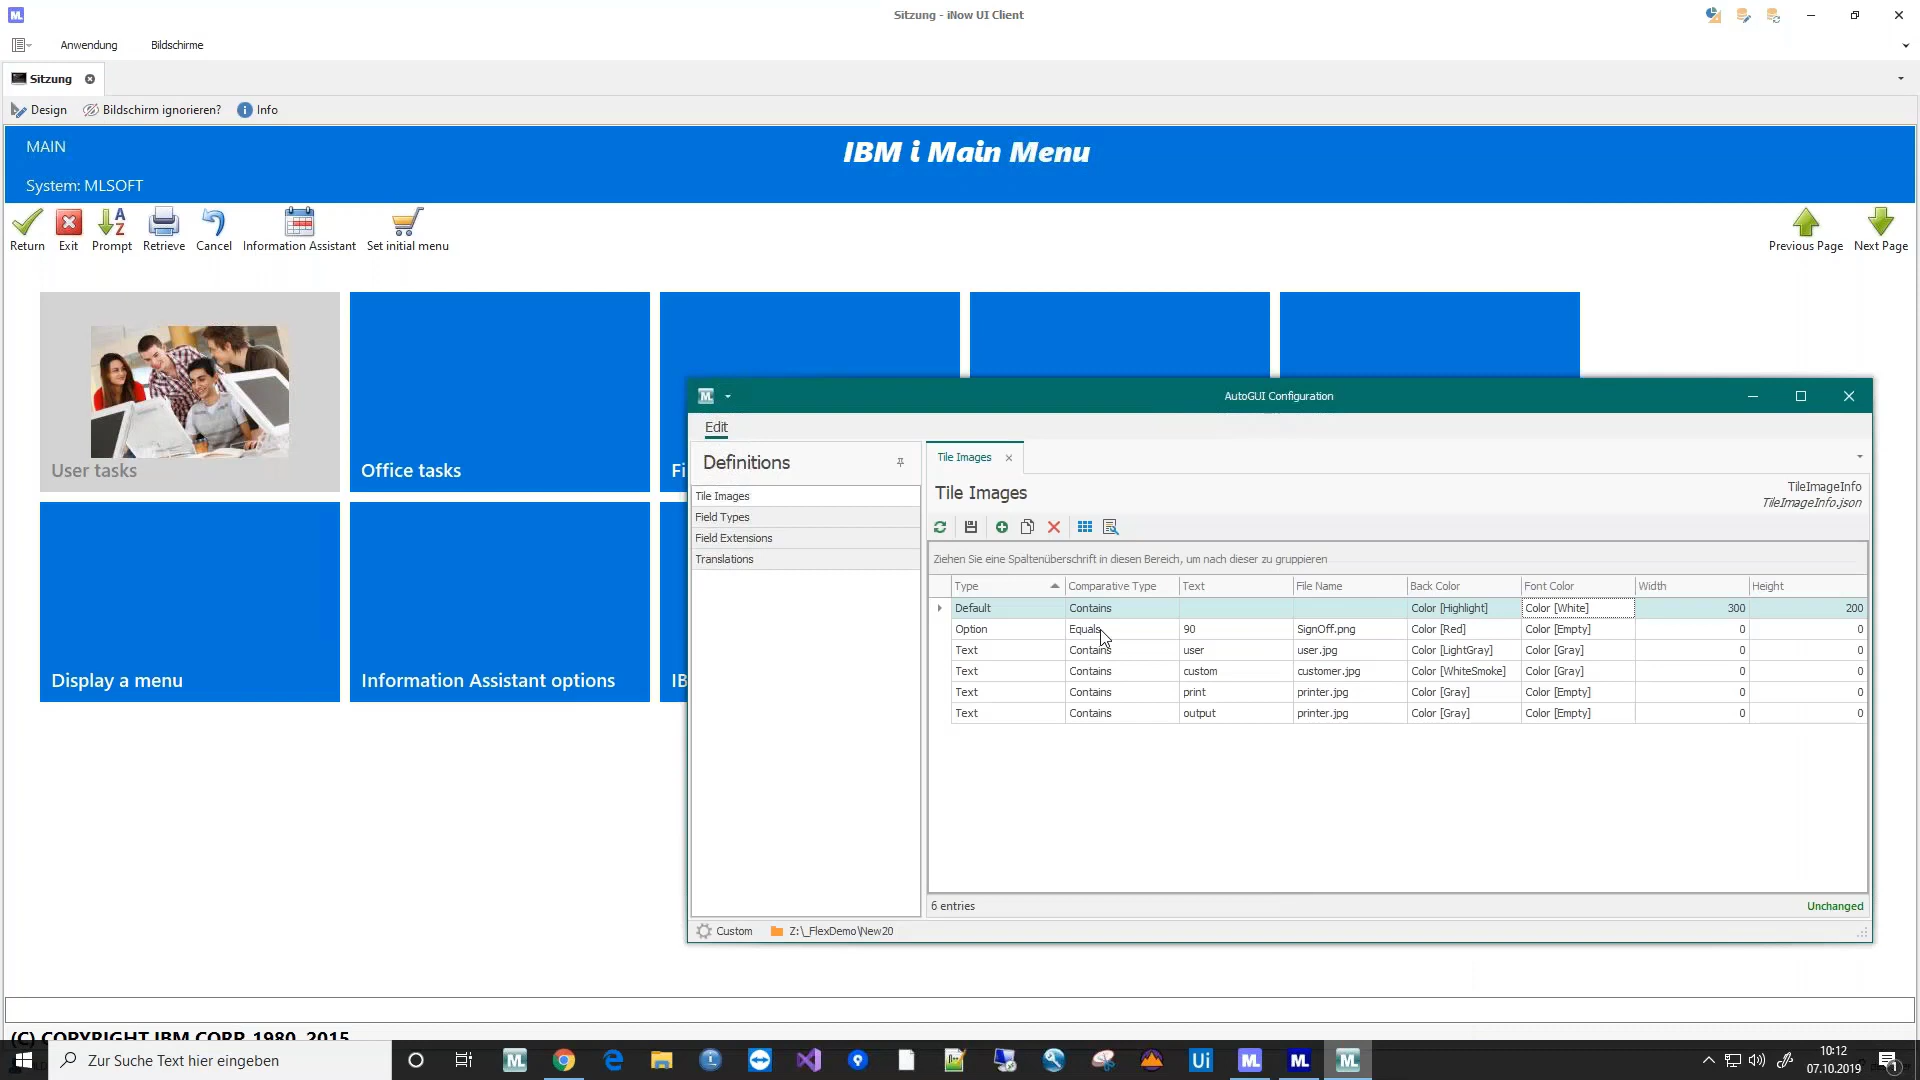 Sitzung - iNow UI Client
Anwendung Bildschirme
Sitzung
Design Bildschirm ignorieren? Info
MAIN
IBM i Main Menu
System: MLSOFT
Return Exit Prompt Retrieve Cancel Information Assistant Set initial menu Previous Page Next Page
User tasks
Office tasks
Fi
Display a menu
Information Assistant options
IB
AutoGUI Configuration
Edit
Definitions
Tile Images
Field Types
Field Extensions
Translations
Tile Images
Tile Images
TileImageInfo
TileImageInfo.json
Ziehen Sie eine Spaltenüberschrift in diesen Bereich, um nach dieser zu gruppieren
Type Comparative Type Text File Name Back Color Font Color Width Height
Default Contains Color [Highlight] Color [White] 300 200
Option Equals 90 SignOff.png Color [Red] Color [Empty] 0 0
Text Contains user user.jpg Color [LightGray] Color [Gray] 0 0
Text Contains custom customer.jpg Color [WhiteSmoke] Color [Gray] 0 0
Text Contains print printer.jpg Color [Gray] Color [Empty] 0 0
Text Contains output printer.jpg Color [Gray] Color [Empty] 0 0
6 entries
Unchanged
Custom Z:\_FlexDemo\New20
(C) COPYRIGHT IBM CORP. 1980, 2015.
Zur Suche Text hier eingeben
10:12
07.10.2019